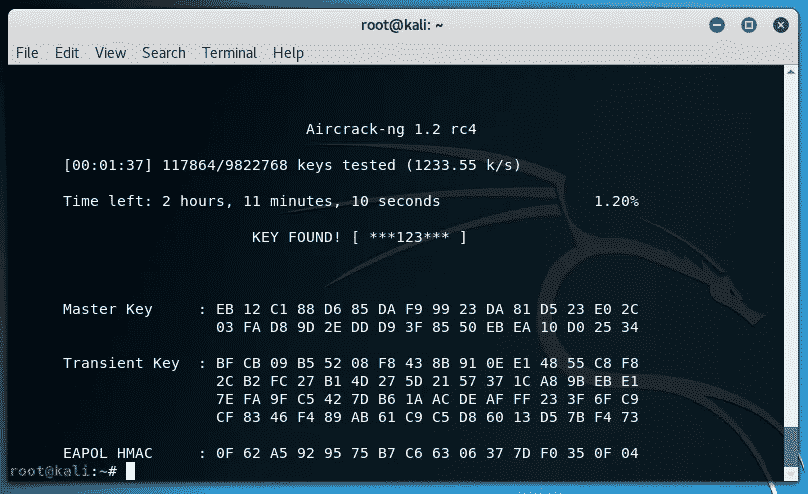 root@kali: ~
File Edit View Search Terminal Help
Aircrack-ng 1.2 rc4
[00:01:37] 117864/9822768 keys tested (1233.55 k/s)
Time left: 2 hours, 11 minutes, 10 seconds 1.20%
KEY FOUND! [ ***123*** ]
Master Key : EB 12 C1 88 D6 85 DA F9 99 23 DA 81 D5 23 E0 2C
03 FA D8 9D 2E DD D9 3F 85 50 EB EA 10 D0 25 34
Transient Key : BF CB 09 B5 52 08 F8 43 8B 91 0E E1 48 55 C8 F8
2C B2 FC 27 B1 4D 27 5D 21 57 37 1C A8 9B EB E1
7E FA 9F C5 42 7D B6 1A AC DE AF FF 23 3F 6F C9
CF 83 46 F4 89 AB 61 C9 C5 D8 60 13 D5 7B F4 73
EAPOL HMAC : 0F 62 A5 92 95 75 B7 C6 63 06 37 7D F0 35 0F 04
root@kali:~#